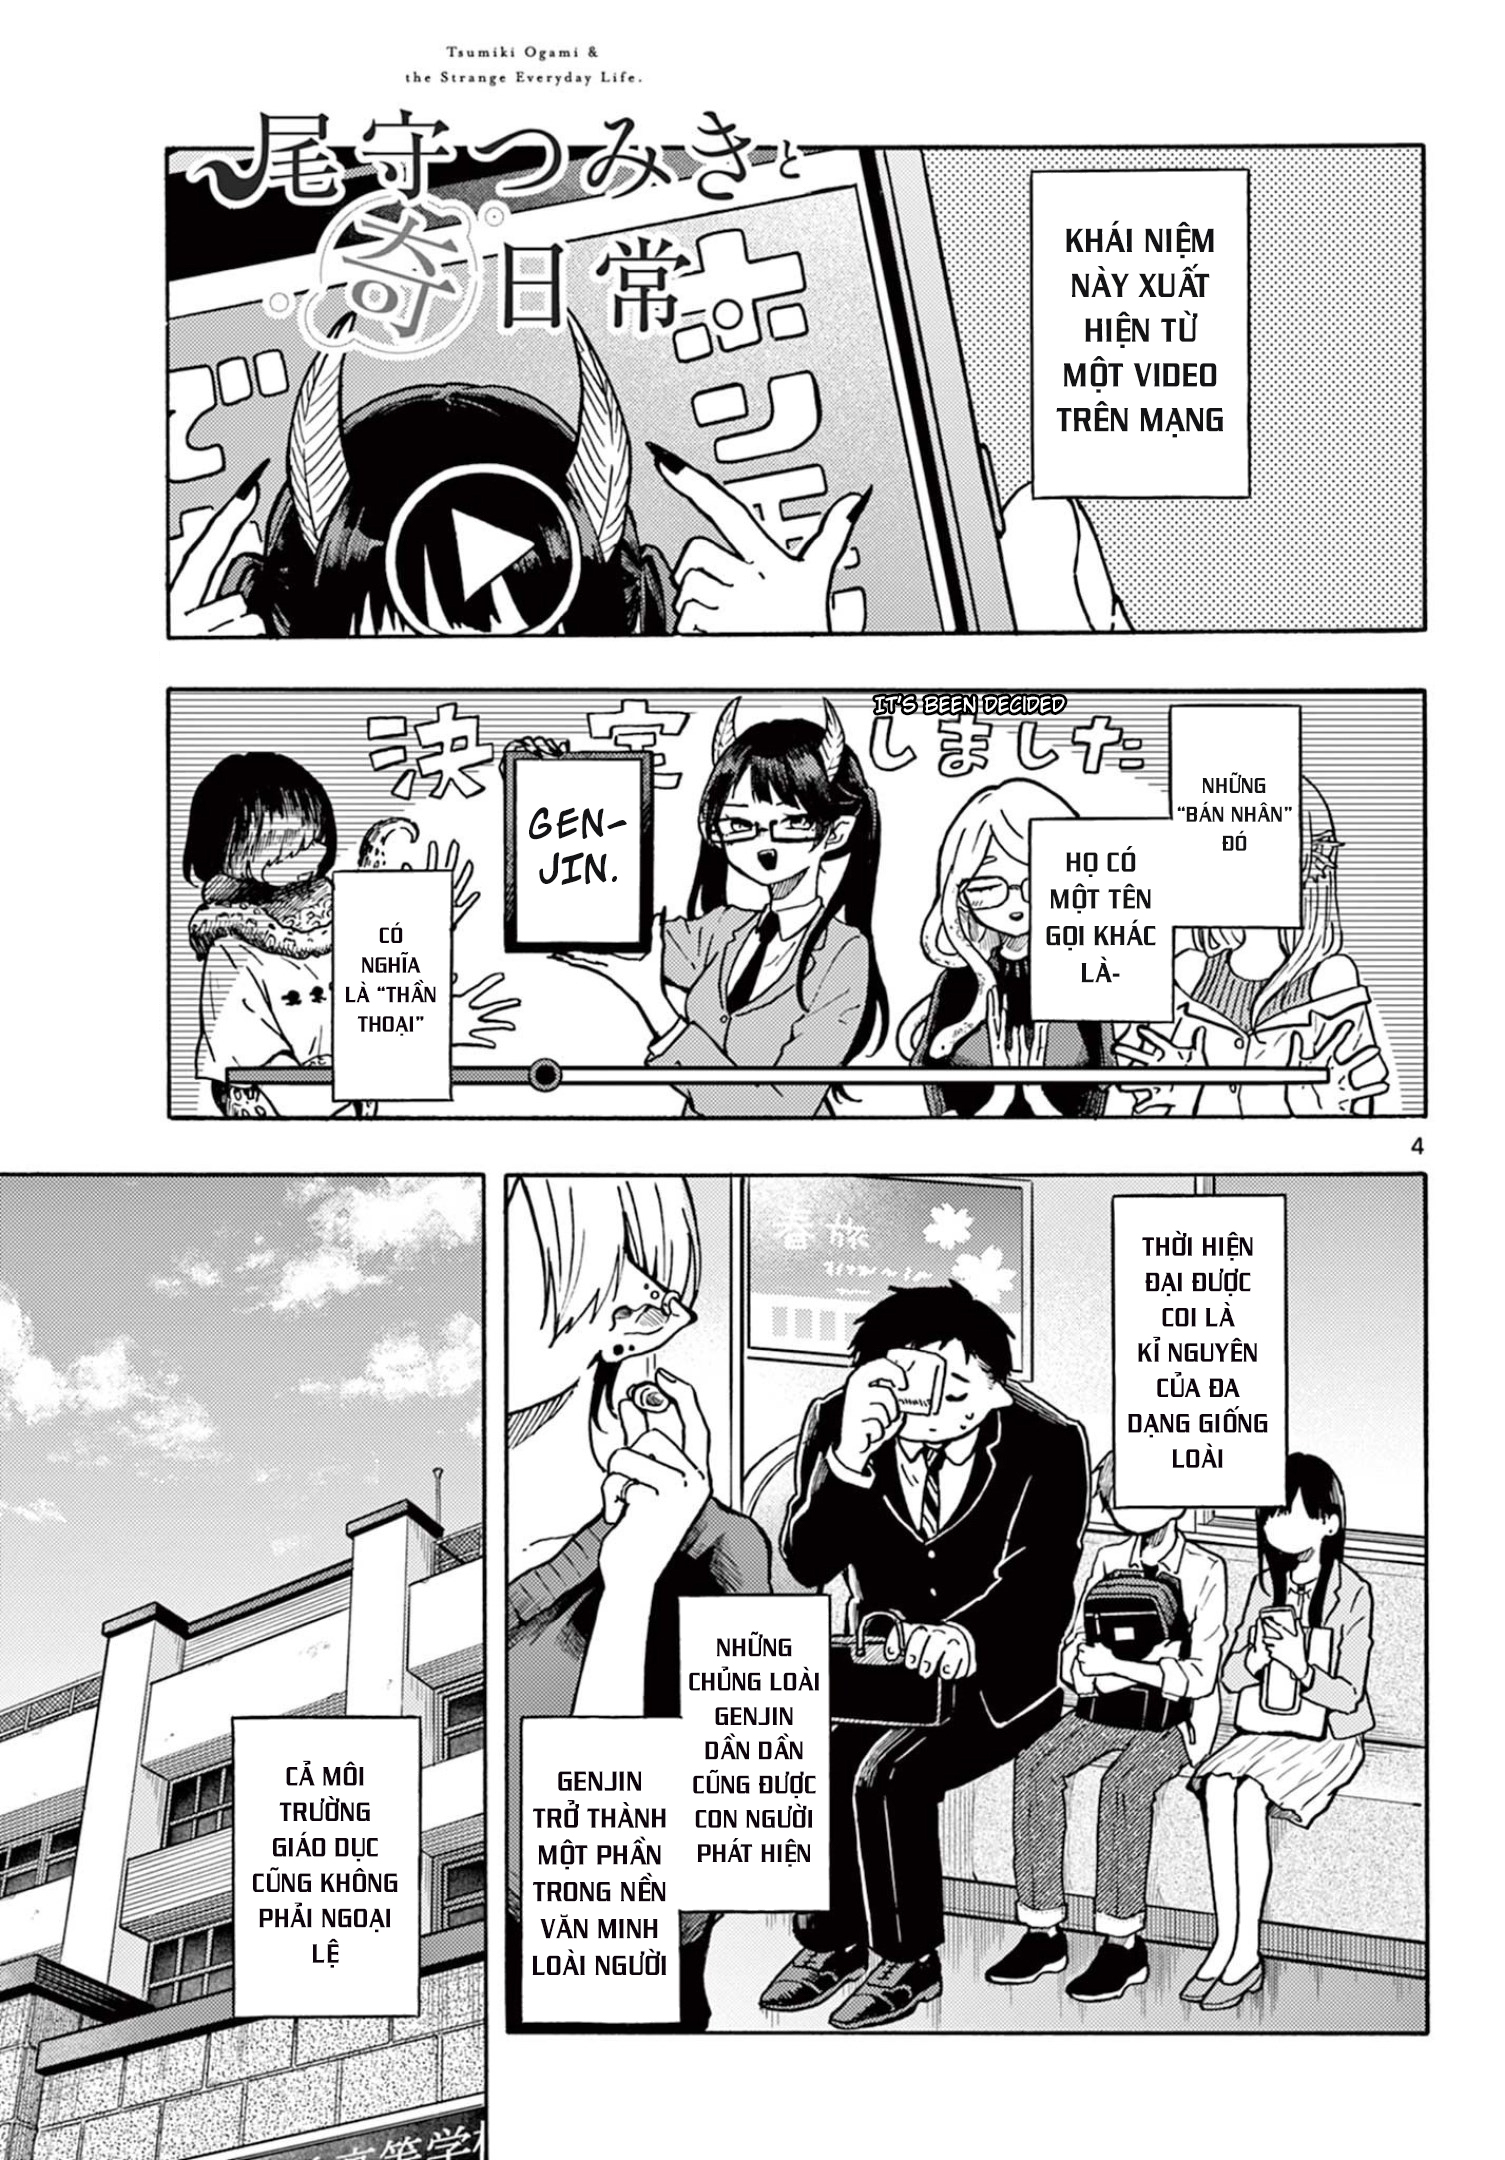 Tsumiki Ogami &
the Strange Everyday Life.
尾守つみきと
奇日常
KHÁI NIỆM
NÀY XUẤT
HIỆN TỪ
MỘT VIDEO
TRÊN MẠNG
IT'S BEEN DECIDED
決定しました
NHỮNG
“BÁN NHÂN”
ĐÓ
HỌ CÓ
MỘT TÊN
GỌI KHÁC
LÀ-
GEN-
JIN.
CÓ
NGHĨA
LÀ “THẦN
THOẠI”
4
THỜI HIỆN
ĐẠI ĐƯỢC
COI LÀ
KỈ NGUYÊN
CỦA ĐA
DẠNG GIỐNG
LOÀI
春旅
NHỮNG
CHỦNG LOÀI
GENJIN
DẦN DẦN
CŨNG ĐƯỢC
CON NGƯỜI
PHÁT HIỆN
GENJIN
TRỞ THÀNH
MỘT PHẦN
TRONG NỀN
VĂN MINH
LOÀI NGƯỜI
CẢ MÔI
TRƯỜNG
GIÁO DỤC
CŨNG KHÔNG
PHẢI NGOẠI
LỆ
高等学校